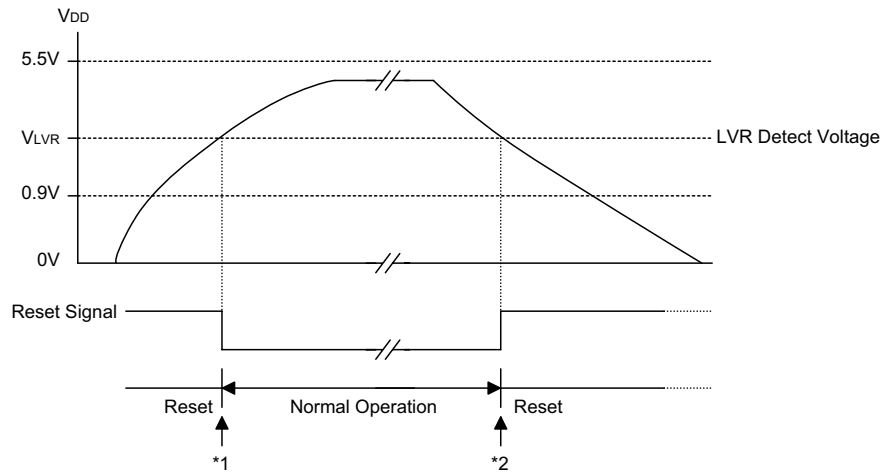 VDD
5.5V
VLVR
LVR Detect Voltage
0.9V
0V
Reset Signal
Reset
Normal Operation
Reset
*1
*2